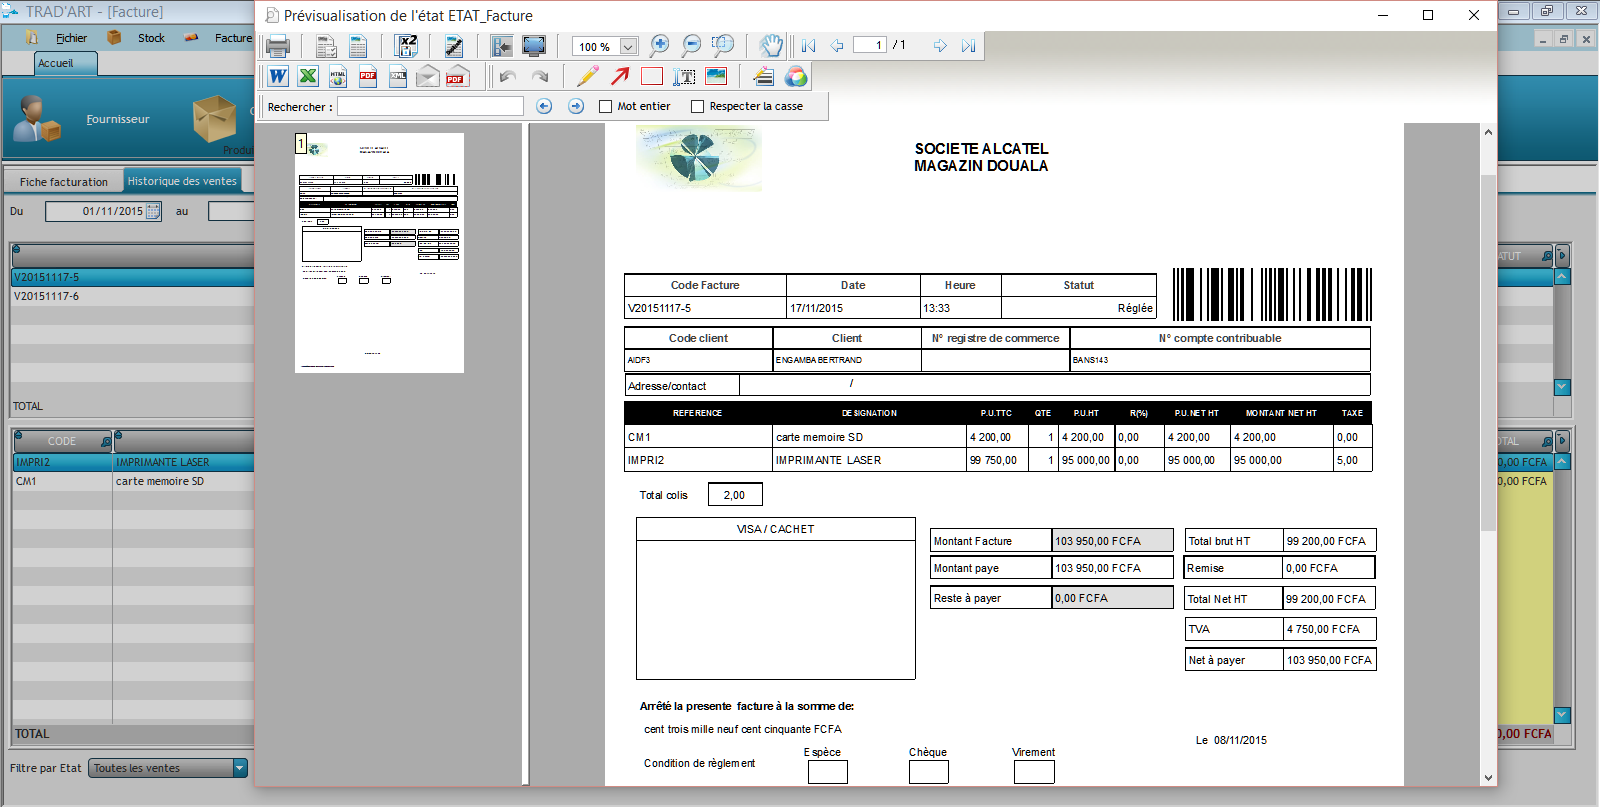 TRAD'ART - [Facture]
Prévisualisation de l'état ETAT_Facture
Fichier Stock Facture
100 % 1 / 1
Accueil
Rechercher : Mot entier Respecter la casse
Fournisseur
Produ
Fiche facturation Historique des ventes
Du 01/11/2015 au
V20151117-5
V20151117-6
TOTAL
CODE
IMPRI2 IMPRIMANTE LASER
CM1 carte memoire SD
TOTAL
Filtre par Etat Toutes les ventes
1
SOCIETE ALCATEL
MAGAZIN DOUALA
Code Facture Date Heure Statut
V20151117-5 17/11/2015 13:33 Réglée
Code client Client N° registre de commerce N° compte contribuable
AIDF3 ENGAMBA BERTRAND BANS143
Adresse/contact /
REFERENCE DESIGNATION P.U.TTC QTE P.U.HT R(%) P.U.NET HT MONTANT NET HT TAXE
CM1 carte memoire SD 4 200,00 1 4 200,00 0,00 4 200,00 4 200,00 0,00
IMPRI2 IMPRIMANTE LASER 99 750,00 1 95 000,00 0,00 95 000,00 95 000,00 5,00
Total colis 2,00
VISA / CACHET
Montant Facture 103 950,00 FCFA Total brut HT 99 200,00 FCFA
Montant paye 103 950,00 FCFA Remise 0,00 FCFA
Reste à payer 0,00 FCFA Total Net HT 99 200,00 FCFA
TVA 4 750,00 FCFA
Net à payer 103 950,00 FCFA
Arrêté la presente facture à la somme de:
cent trois mille neuf cent cinquante FCFA
Le 08/11/2015
Espèce Chèque Virement
Condition de règlement
ATUT
OTAL
0,00 FCFA
0,00 FCFA
0,00 FCFA